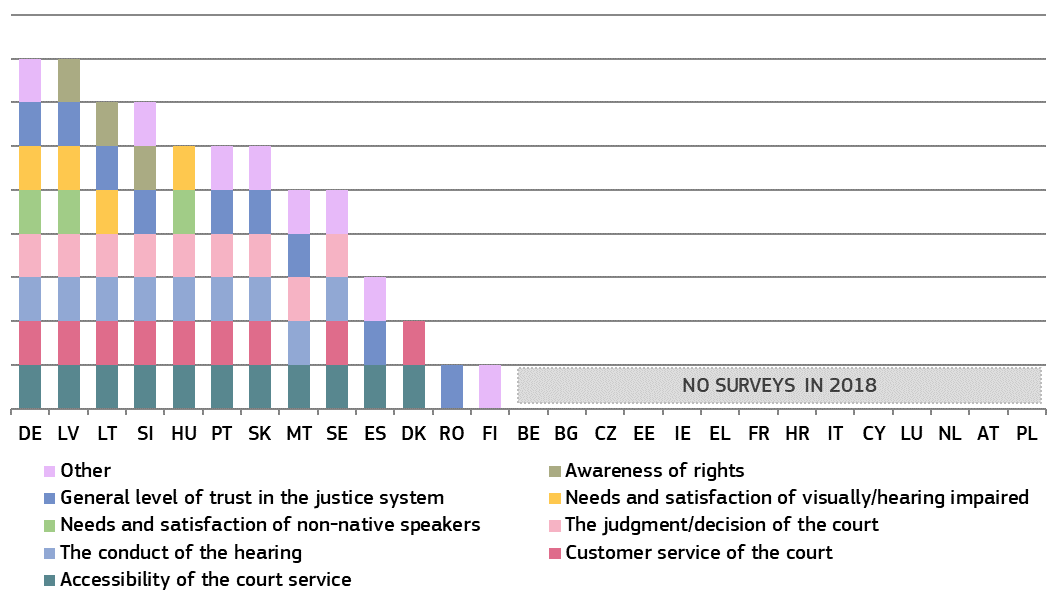 NO SURVEYS IN 2018
DE LV LT SI HU PT SK MT SE ES DK RO FI BE BG CZ EE IE EL FR HR IT CY LU NL AT PL
Other
Awareness of rights
General level of trust in the justice system
Needs and satisfaction of visually/hearing impaired
Needs and satisfaction of non-native speakers
The judgment/decision of the court
The conduct of the hearing
Customer service of the court
Accessibility of the court service